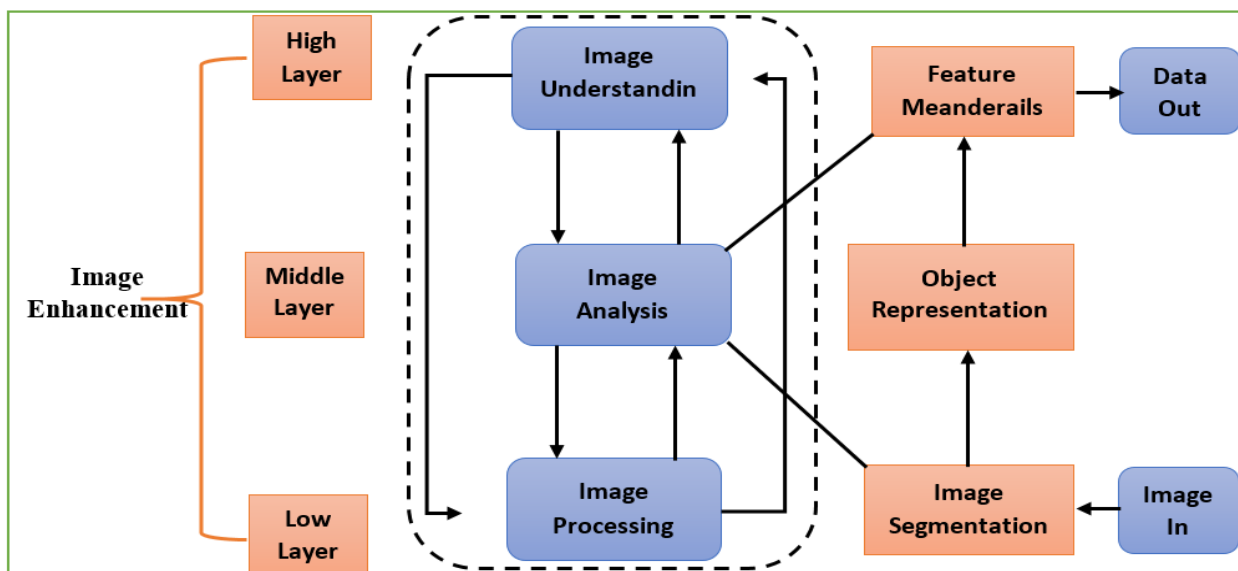 High
Layer
Image
Understandin
Feature
Meanderails
Data
Out
Image
Enhancement
Middle
Layer
Image
Analysis
Object
Representation
Low
Layer
Image
Processing
Image
Segmentation
Image
In